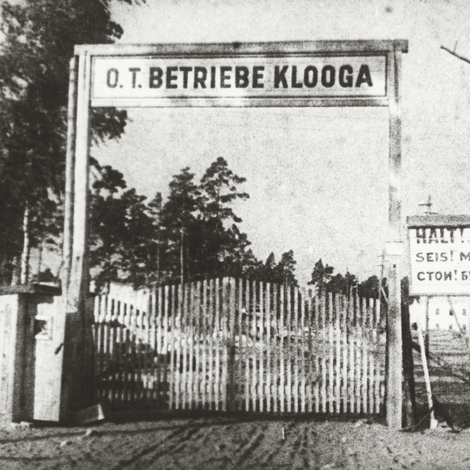 O.T. BETRIEBE KLOOGA
HALT!
SEIS!
СТОЙ!